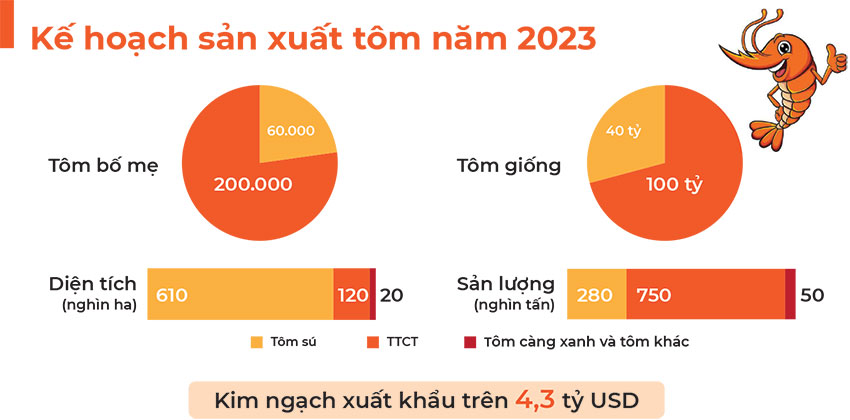 Kế hoạch sản xuất tôm năm 2023
Tôm bố mẹ
60.000
200.000
Tôm giống
40 tỷ
100 tỷ
Diện tích
(nghìn ha)
610
120
20
Sản lượng
(nghìn tấn)
280
750
50
Tôm sú
TTCT
Tôm càng xanh và tôm khác
Kim ngạch xuất khẩu trên 4,3 tỷ USD